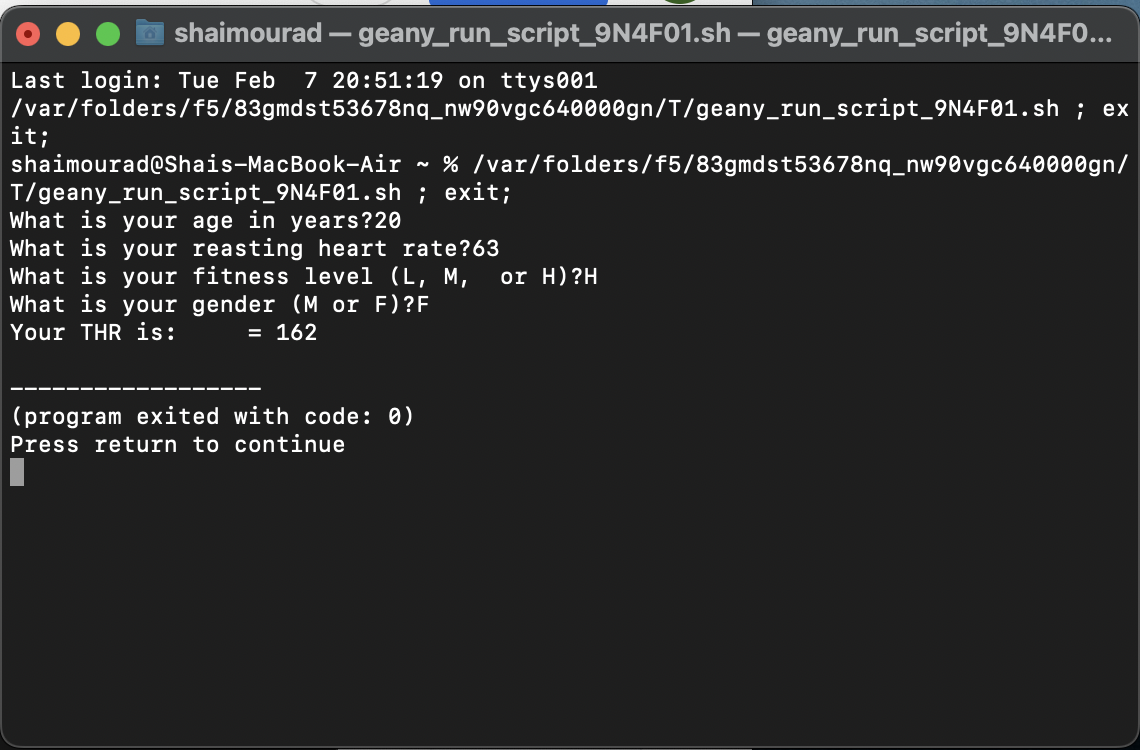 shaimourad — geany_run_script_9N4F01.sh — geany_run_script_9N4F0...
Last login: Tue Feb  7 20:51:19 on ttys001
/var/folders/f5/83gmdst53678nq_nw90vgc640000gn/T/geany_run_script_9N4F01.sh ; ex
it;
shaimourad@Shais-MacBook-Air ~ % /var/folders/f5/83gmdst53678nq_nw90vgc640000gn/
T/geany_run_script_9N4F01.sh ; exit;
What is your age in years?20
What is your reasting heart rate?63
What is your fitness level (L, M,  or H)?H
What is your gender (M or F)?F
Your THR is:     = 162
------------------
(program exited with code: 0)
Press return to continue